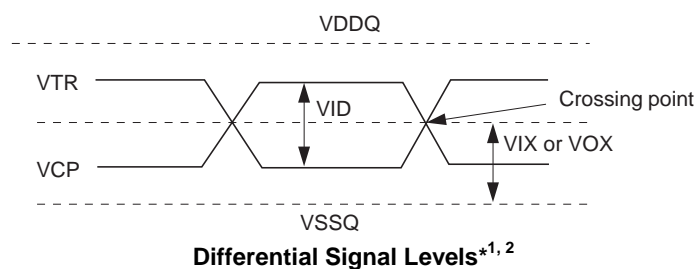 VDDQ
VTR
VID
Crossing point
VIX or VOX
VCP
VSSQ
Differential Signal Levels*1, 2